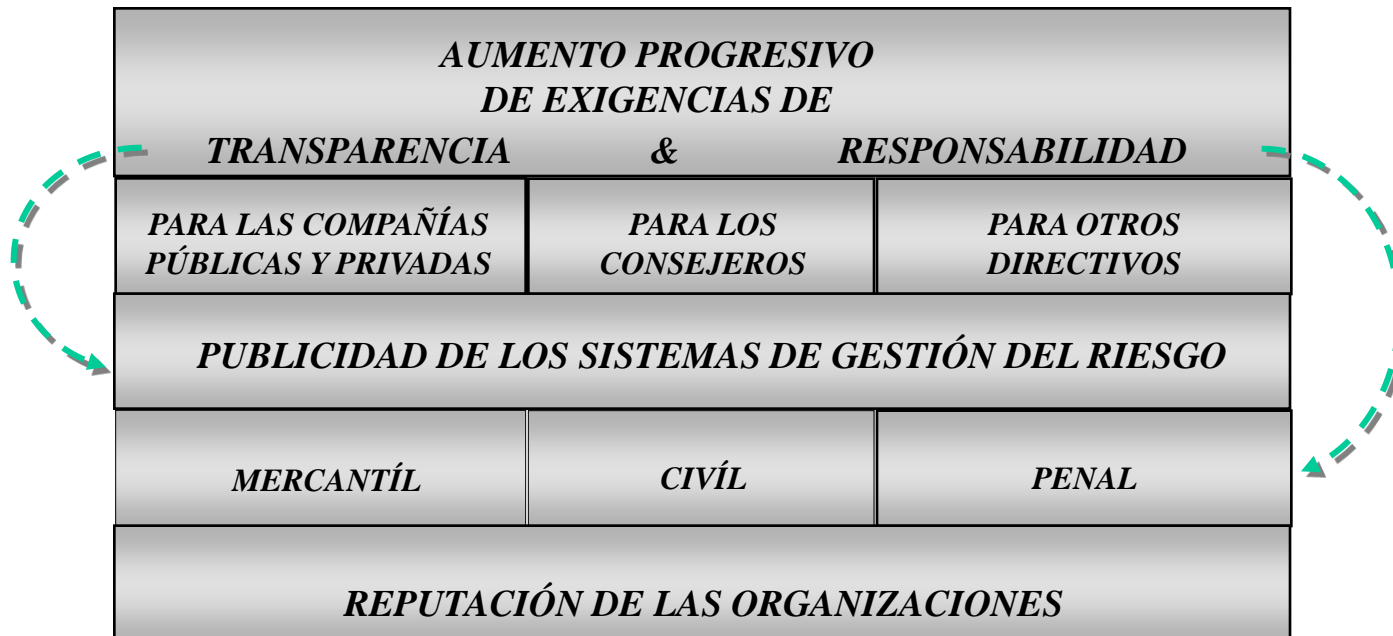 AUMENTO PROGRESIVO
DE EXIGENCIAS DE
TRANSPARENCIA & RESPONSABILIDAD
PARA LAS COMPAÑÍAS
PÚBLICAS Y PRIVADAS
PARA LOS
CONSEJEROS
PARA OTROS
DIRECTIVOS
PUBLICIDAD DE LOS SISTEMAS DE GESTIÓN DEL RIESGO
MERCANTÍL
CIVÍL
PENAL
REPUTACIÓN DE LAS ORGANIZACIONES